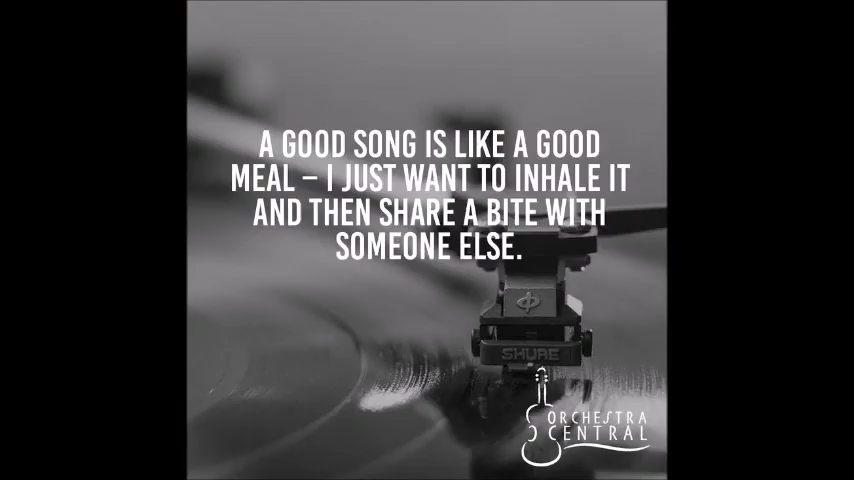 A GOOD SONG IS LIKE A GOOD
MEAL – I JUST WANT TO INHALE IT
AND THEN SHARE A BITE WITH
SOMEONE ELSE.
SHURE
ORCHESTRA
CENTRAL